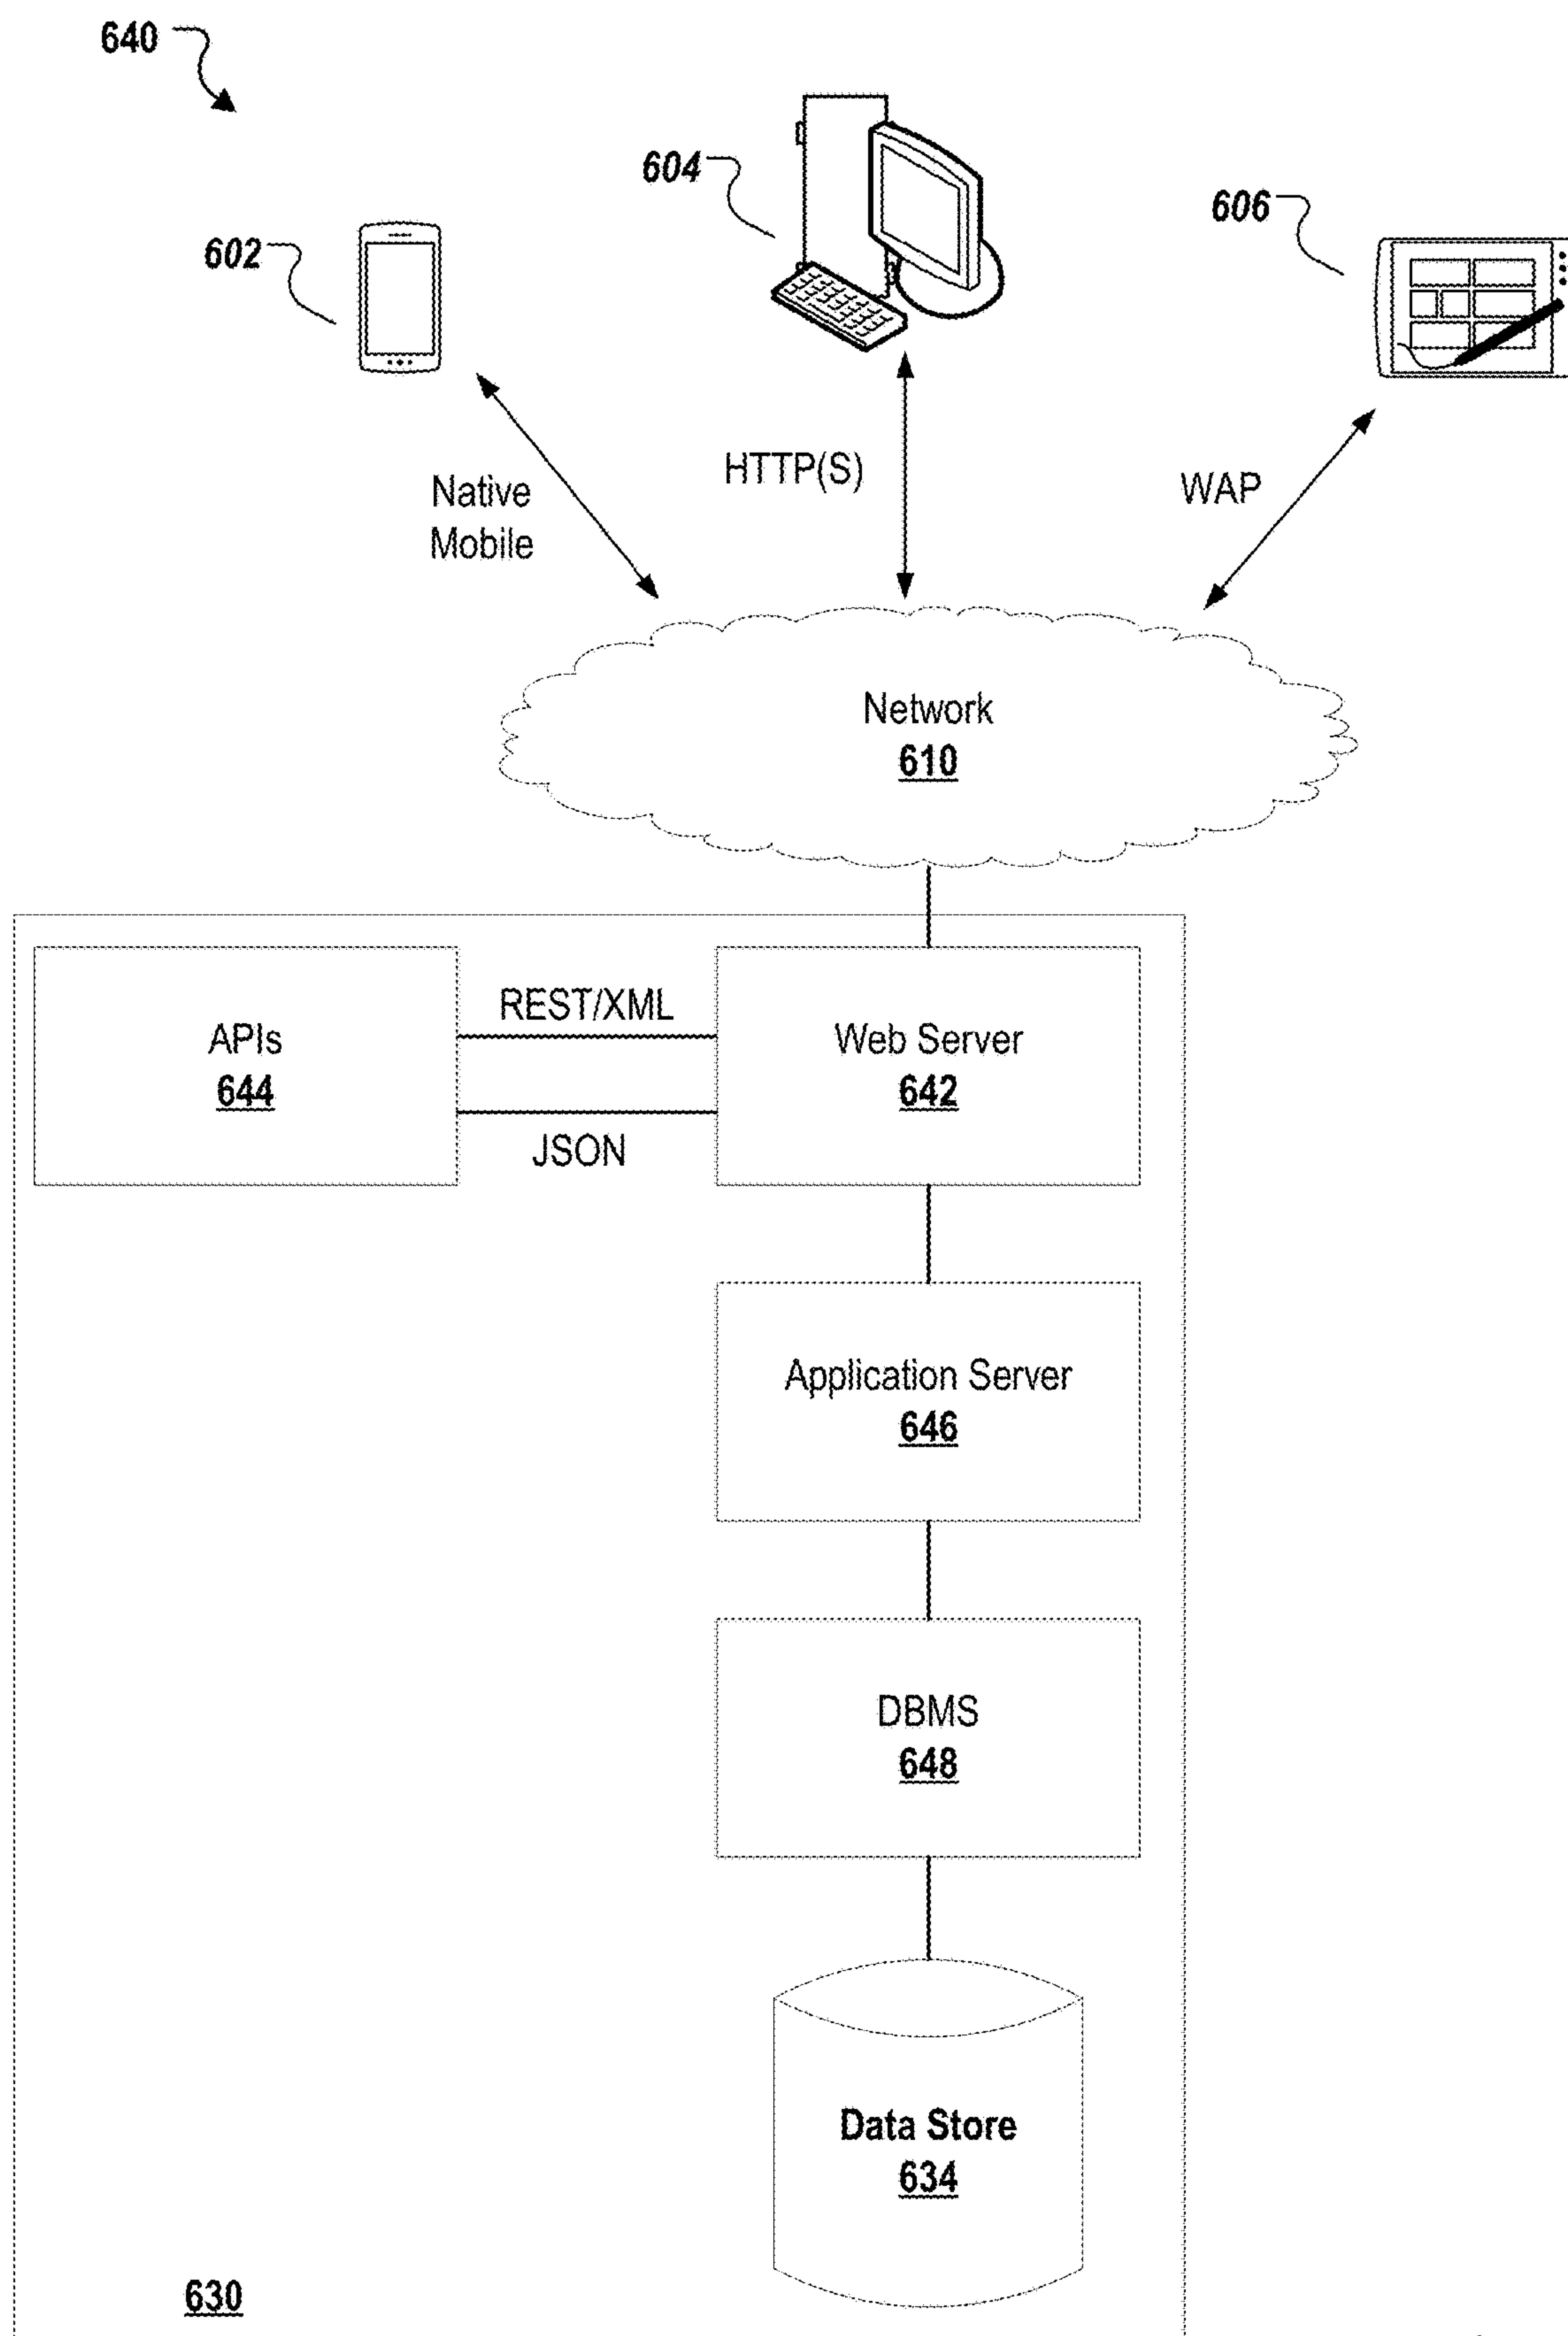 640
604
606
602
HTTP(S)
WAP
Native
Mobile
Network
610
REST/XML
APIs
644
Web Server
642
JSON
Application Server
646
DBMS
648
Data Store
634
630